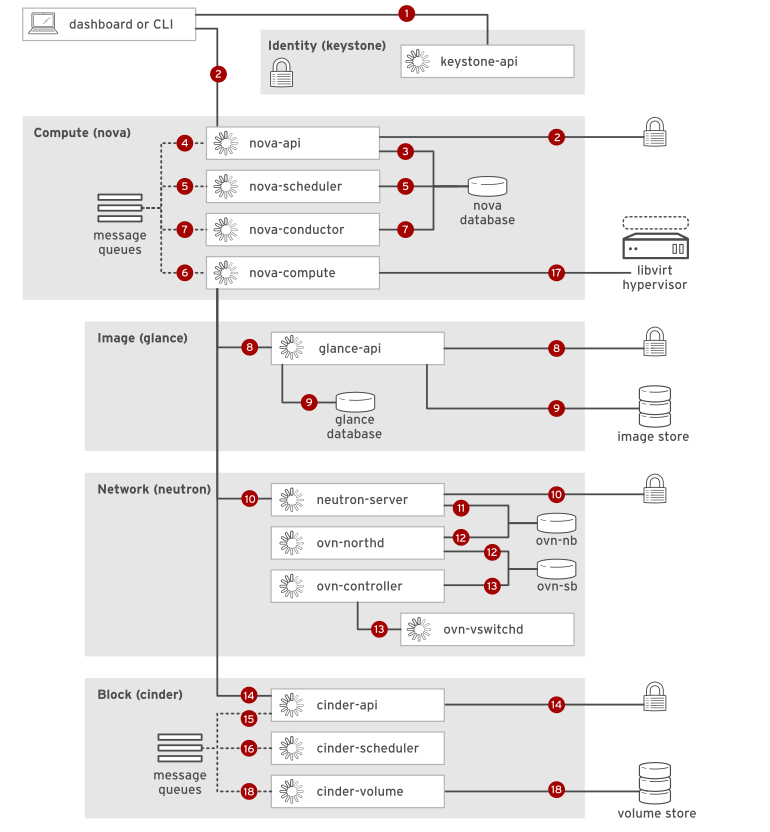 dashboard or CLI
1
Identity (keystone)
keystone-api
2
Compute (nova)
4
nova-api
2
3
5
nova-scheduler
5
nova
database
message
queues
7
nova-conductor
7
6
nova-compute
17
libvirt
hypervisor
Image (glance)
8
glance-api
8
9
glance
database
9
image store
Network (neutron)
10
neutron-server
10
11
ovn-northd
12
ovn-nb
12
ovn-controller
13
ovn-sb
13
ovn-vswitchd
Block (cinder)
14
cinder-api
14
15
16
cinder-scheduler
message
queues
18
cinder-volume
18
volume store